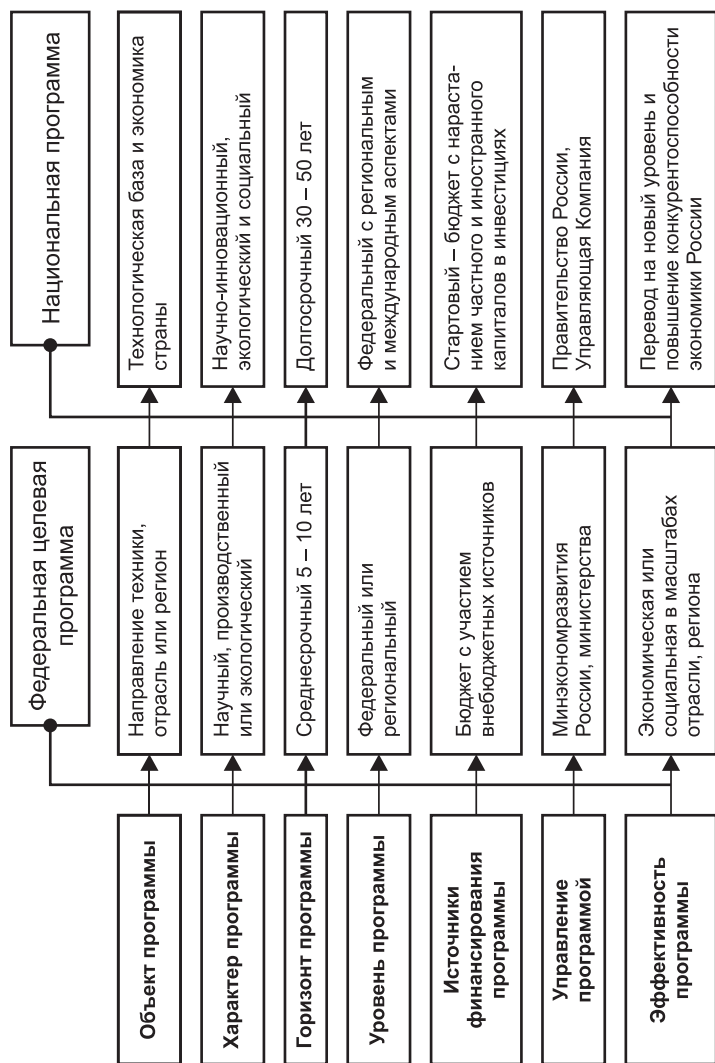 Федеральная целевая
программа
Национальная программа
Объект программы
Направление техники,
отрасль или регион
Технологическая база и экономика
страны
Характер программы
Научный, производственный
или экологический
Научно-инновационный,
экологический и социальный
Горизонт программы
Среднесрочный 5 – 10 лет
Долгосрочный 30 – 50 лет
Уровень программы
Федеральный или
региональный
Федеральный с региональным
и международным аспектами
Источники
финансирования
программы
Бюджет с участием
внебюджетных источников
Стартовый – бюджет с нараста-
нием частного и иностранного
капиталов в инвестициях
Управление
программой
Минэкономразвития
России, министерства
Правительство России,
Управляющая Компания
Эффективность
программы
Экономическая или
социальная в масштабах
отрасли, региона
Перевод на новый уровень и
повышение конкурентоспособности
экономики России